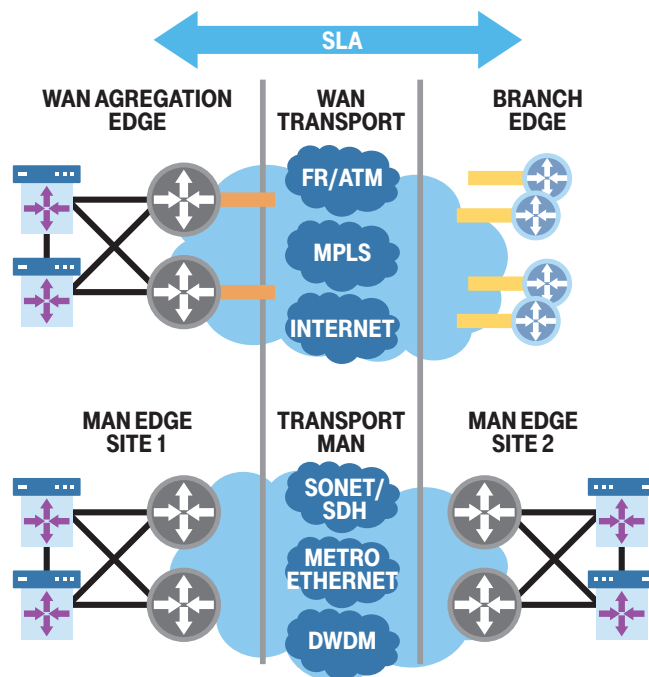 SLA
WAN AGREGATION
EDGE
WAN
TRANSPORT
BRANCH
EDGE
FR/ATM
MPLS
INTERNET
MAN EDGE
SITE 1
TRANSPORT
MAN
MAN EDGE
SITE 2
SONET/
SDH
METRO
ETHERNET
DWDM